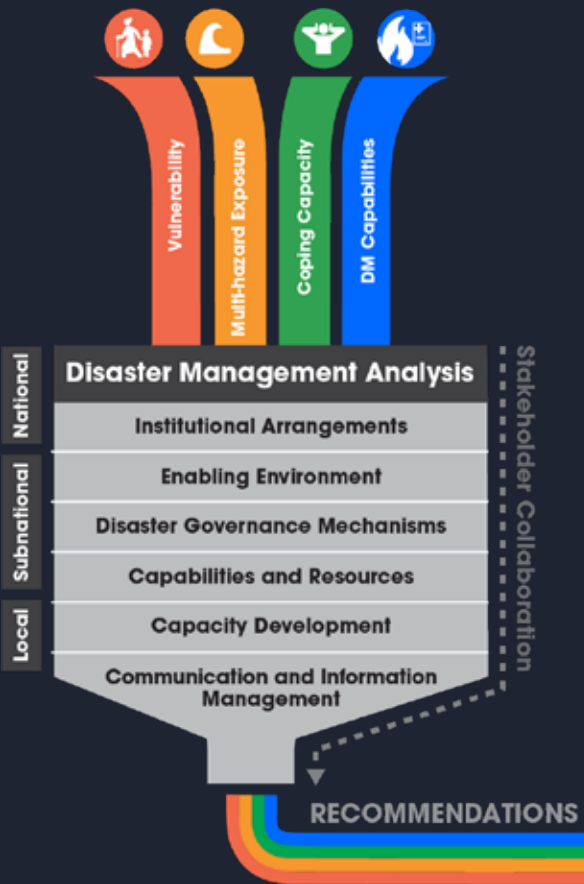 Vulnerability
Multi-hazard Exposure
Coping Capacity
DM Capabilities
Disaster Management Analysis
National
Subnational
Local
Institutional Arrangements
Enabling Environment
Disaster Governance Mechanisms
Capabilities and Resources
Capacity Development
Communication and Information
Management
Stakeholder Collaboration
RECOMMENDATIONS